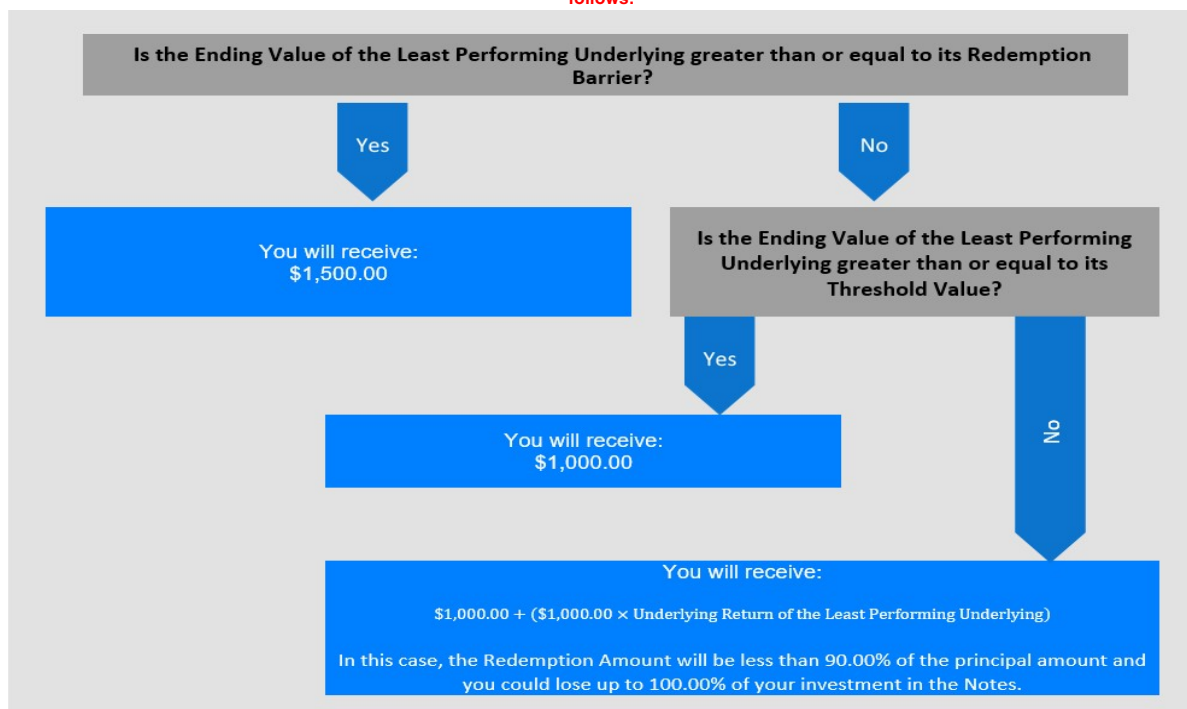 follows:
Is the Ending Value of the Least Performing Underlying greater than or equal to its Redemption
Barrier?
Yes
No
You will receive:
$1,500.00
Is the Ending Value of the Least Performing
Underlying greater than or equal to its
Threshold Value?
Yes
No
You will receive:
$1,000.00
You will receive:
$1,000.00 + ($1,000.00 × Underlying Return of the Least Performing Underlying)
In this case, the Redemption Amount will be less than 90.00% of the principal amount and
you could lose up to 100.00% of your investment in the Notes.